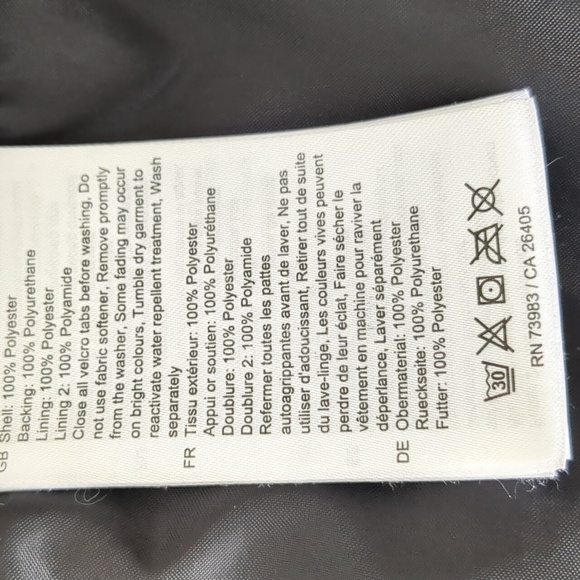 GB Shell: 100% Polyester
Backing: 100% Polyurethane
Lining: 100% Polyester
Lining 2: 100% Polyamide
Close all velcro tabs before washing, Do
not use fabric softener, Remove promptly
from the washer, Some fading may occur
on bright colours, Tumble dry garment to
reactivate water repellent treatment, Wash
separately
FR Tissu extérieur: 100% Polyester
Appui or soutien: 100% Polyuréthane
Doublure: 100% Polyester
Doublure 2: 100% Polyamide
Refermer toutes les pattes
autoagrippantes avant de laver, Ne pas
utiliser d'adoucissant, Retirer tout de suite
du lave-linge, Les couleurs vives peuvent
perdre de leur éclat, Faire sécher le
vêtement en machine pour raviver la
déperlance, Laver séparément
DE Obermaterial: 100% Polyester
Rueckseite: 100% Polyurethane
Futter: 100% Polyester
30
RN 73983 / CA 26405